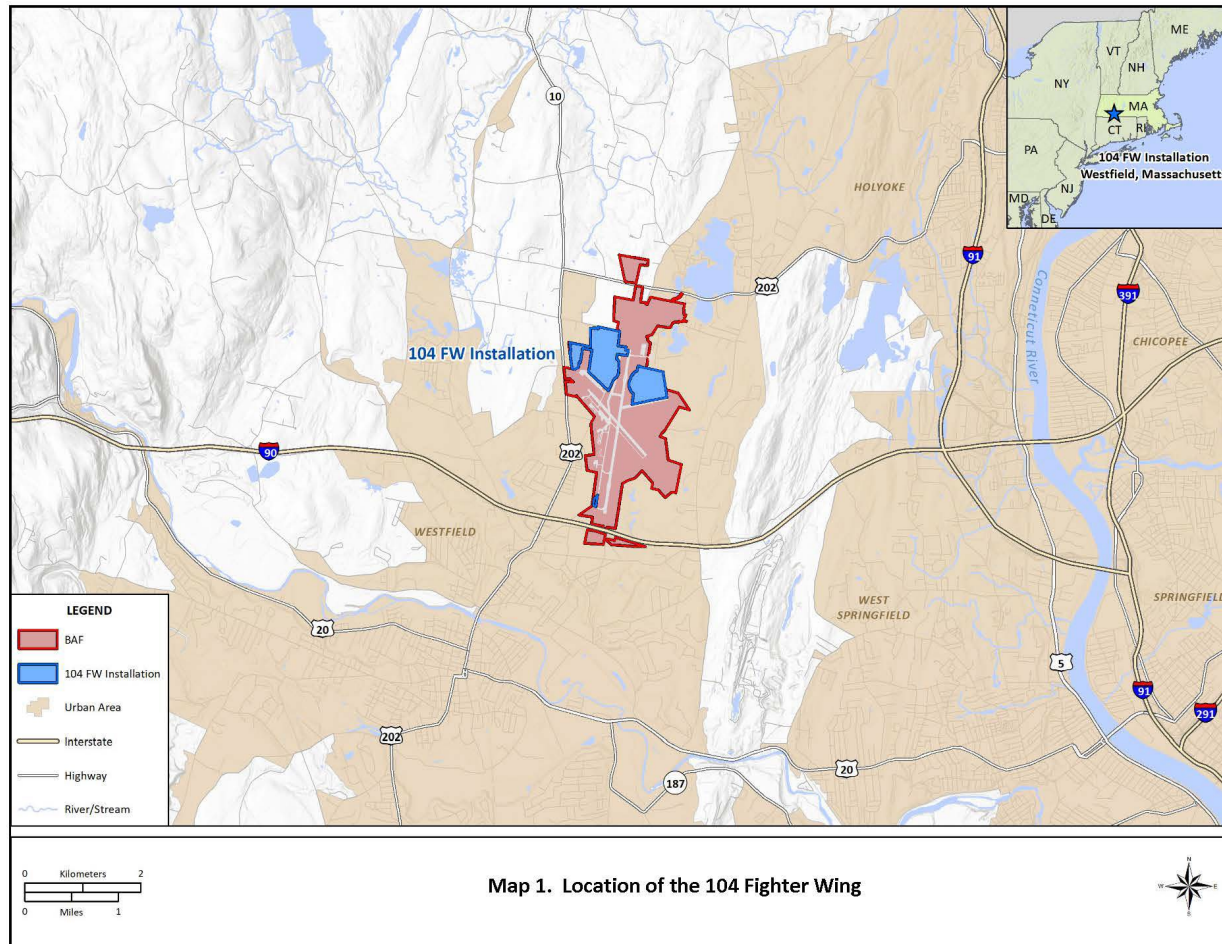 10
HOLYOKE
VT
ME
NH
NY
MA
CT
RI
PA
104 FW Installation
Westfield, Massachusett
NJ
MD
DE
91
202
391
Conneticut River
CHICOPEE
104 FW Installation
202
90
WESTFIELD
WEST
SPRINGFIELD
SPRINGFIELD
20
5
91
291
202
20
187
LEGEND
BAF
104 FW Installation
Urban Area
Interstate
Highway
River/Stream
0 Kilometers 2
0 Miles 1
Map 1. Location of the 104 Fighter Wing
N
W E
S